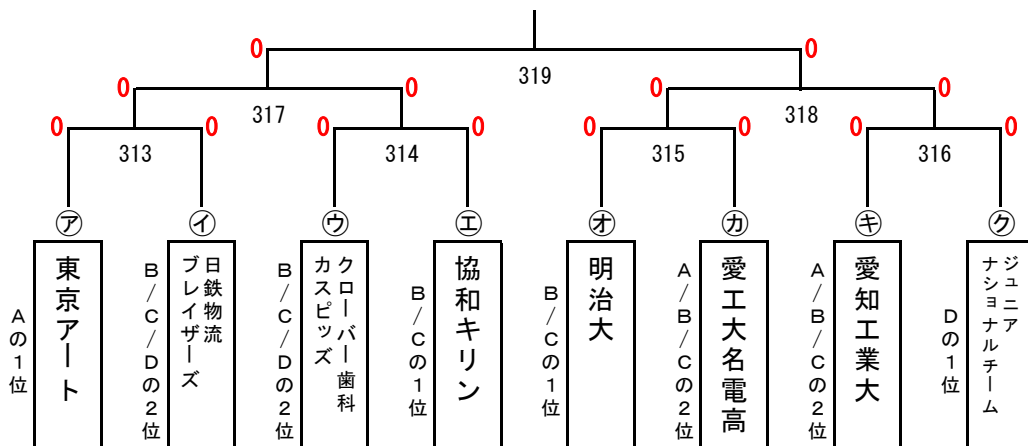 0 0
319
0 0 0 0
317 318
0 0 0 0 0 0 0 0
313 314 315 316
㋐ ㋑ ㋒ ㋓ ㋔ ㋕ ㋖ ㋗
東京アート
Aの1位
日鉄物流
ブレイザーズ
B/C/Dの2位
クローバー歯科
カスピッズ
B/C/Dの2位
協和キリン
B/Cの1位
明治大
B/Cの1位
愛工大名電高
A/B/Cの2位
愛知工業大
A/B/Cの2位
ジュニア
ナショナルチーム
Dの1位